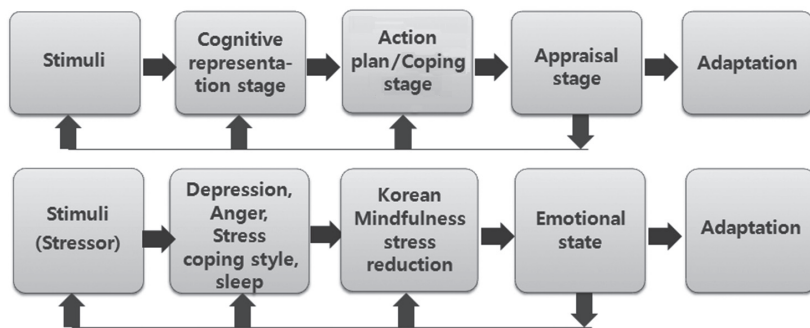 Stimuli
Cognitive
representa-
tion stage
Action
plan/Coping
stage
Appraisal
stage
Adaptation
Stimuli
(Stressor)
Depression,
Anger,
Stress
coping style,
sleep
Korean
Mindfulness
stress
reduction
Emotional
state
Adaptation